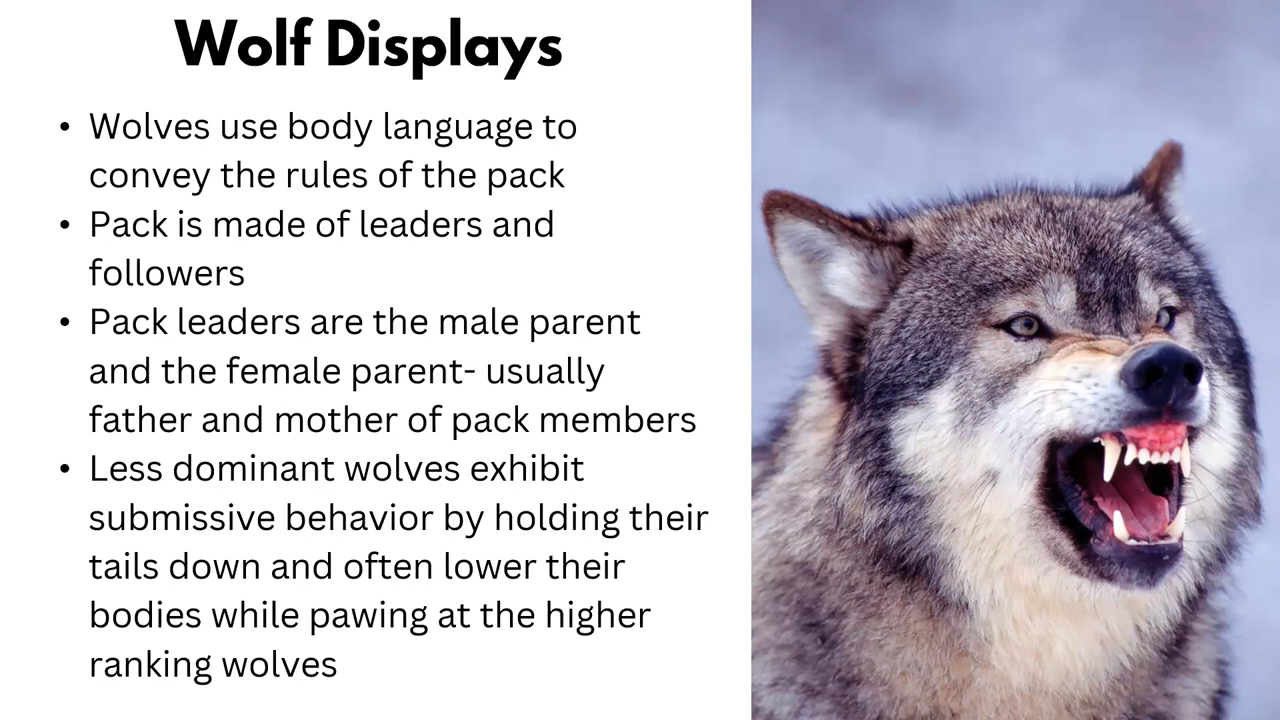 Wolf Displays
• Wolves use body language to
convey the rules of the pack
• Pack is made of leaders and
followers
• Pack leaders are the male parent
and the female parent- usually
father and mother of pack members
• Less dominant wolves exhibit
submissive behavior by holding their
tails down and often lower their
bodies while pawing at the higher
ranking wolves